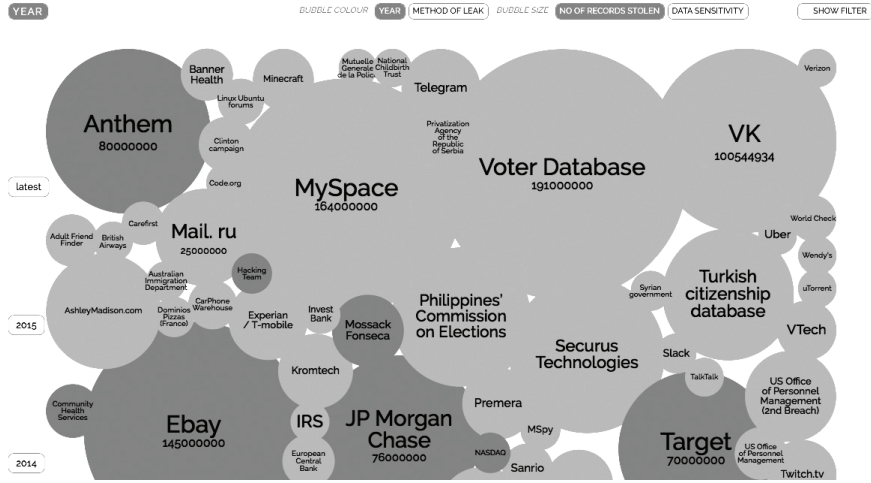 YEAR
BUBBLE COLOUR YEAR METHOD OF LEAK BUBBLE SIZE NO OF RECORDS STOLEN DATA SENSITIVITY SHOW FILTER
latest
2015
2014
Anthem
80000000
Banner
Health
Linux Ubuntu
forums
Minecraft
Clinton
campaign
Code.org
Mutuelle
Generale
de la Polic
National
Childbirth
Trust
Telegram
Privatization
Agency
of the
Republic
of Serbia
MySpace
164000000
Voter Database
191000000
VK
100544934
Verizon
World Check
Uber
Wendy's
uTorrent
Adult Friend
Finder
British
Airways
Carefirst
Mail. ru
25000000
Hacking
Team
Australian
Immigration
Department
AshleyMadison.com
Dominios
Pizzas
(France)
CarPhone
Warehouse
Experian
/ T-mobile
Invest
Bank
Mossack
Fonseca
Philippines'
Commission
on Elections
Syrian
government
Turkish
citizenship
database
VTech
Securus
Technologies
Slack
TalkTalk
Kromtech
Community
Health
Services
Ebay
145000000
IRS
European
Central
Bank
JP Morgan
Chase
76000000
Premera
MSpy
NASDAQ
Sanrio
Target
70000000
US Office
of Personnel
Management
(2nd Breach)
US Office
of Personnel
Management
Twitch.tv